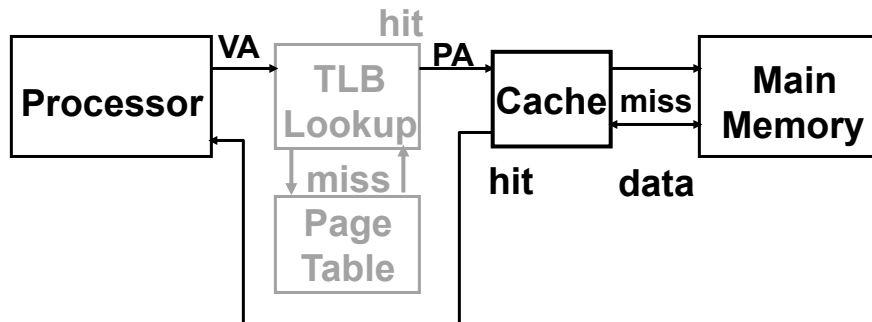 hit
VA
PA
Processor
TLB
Lookup
Cache
miss
Main
Memory
miss
hit
data
Page
Table